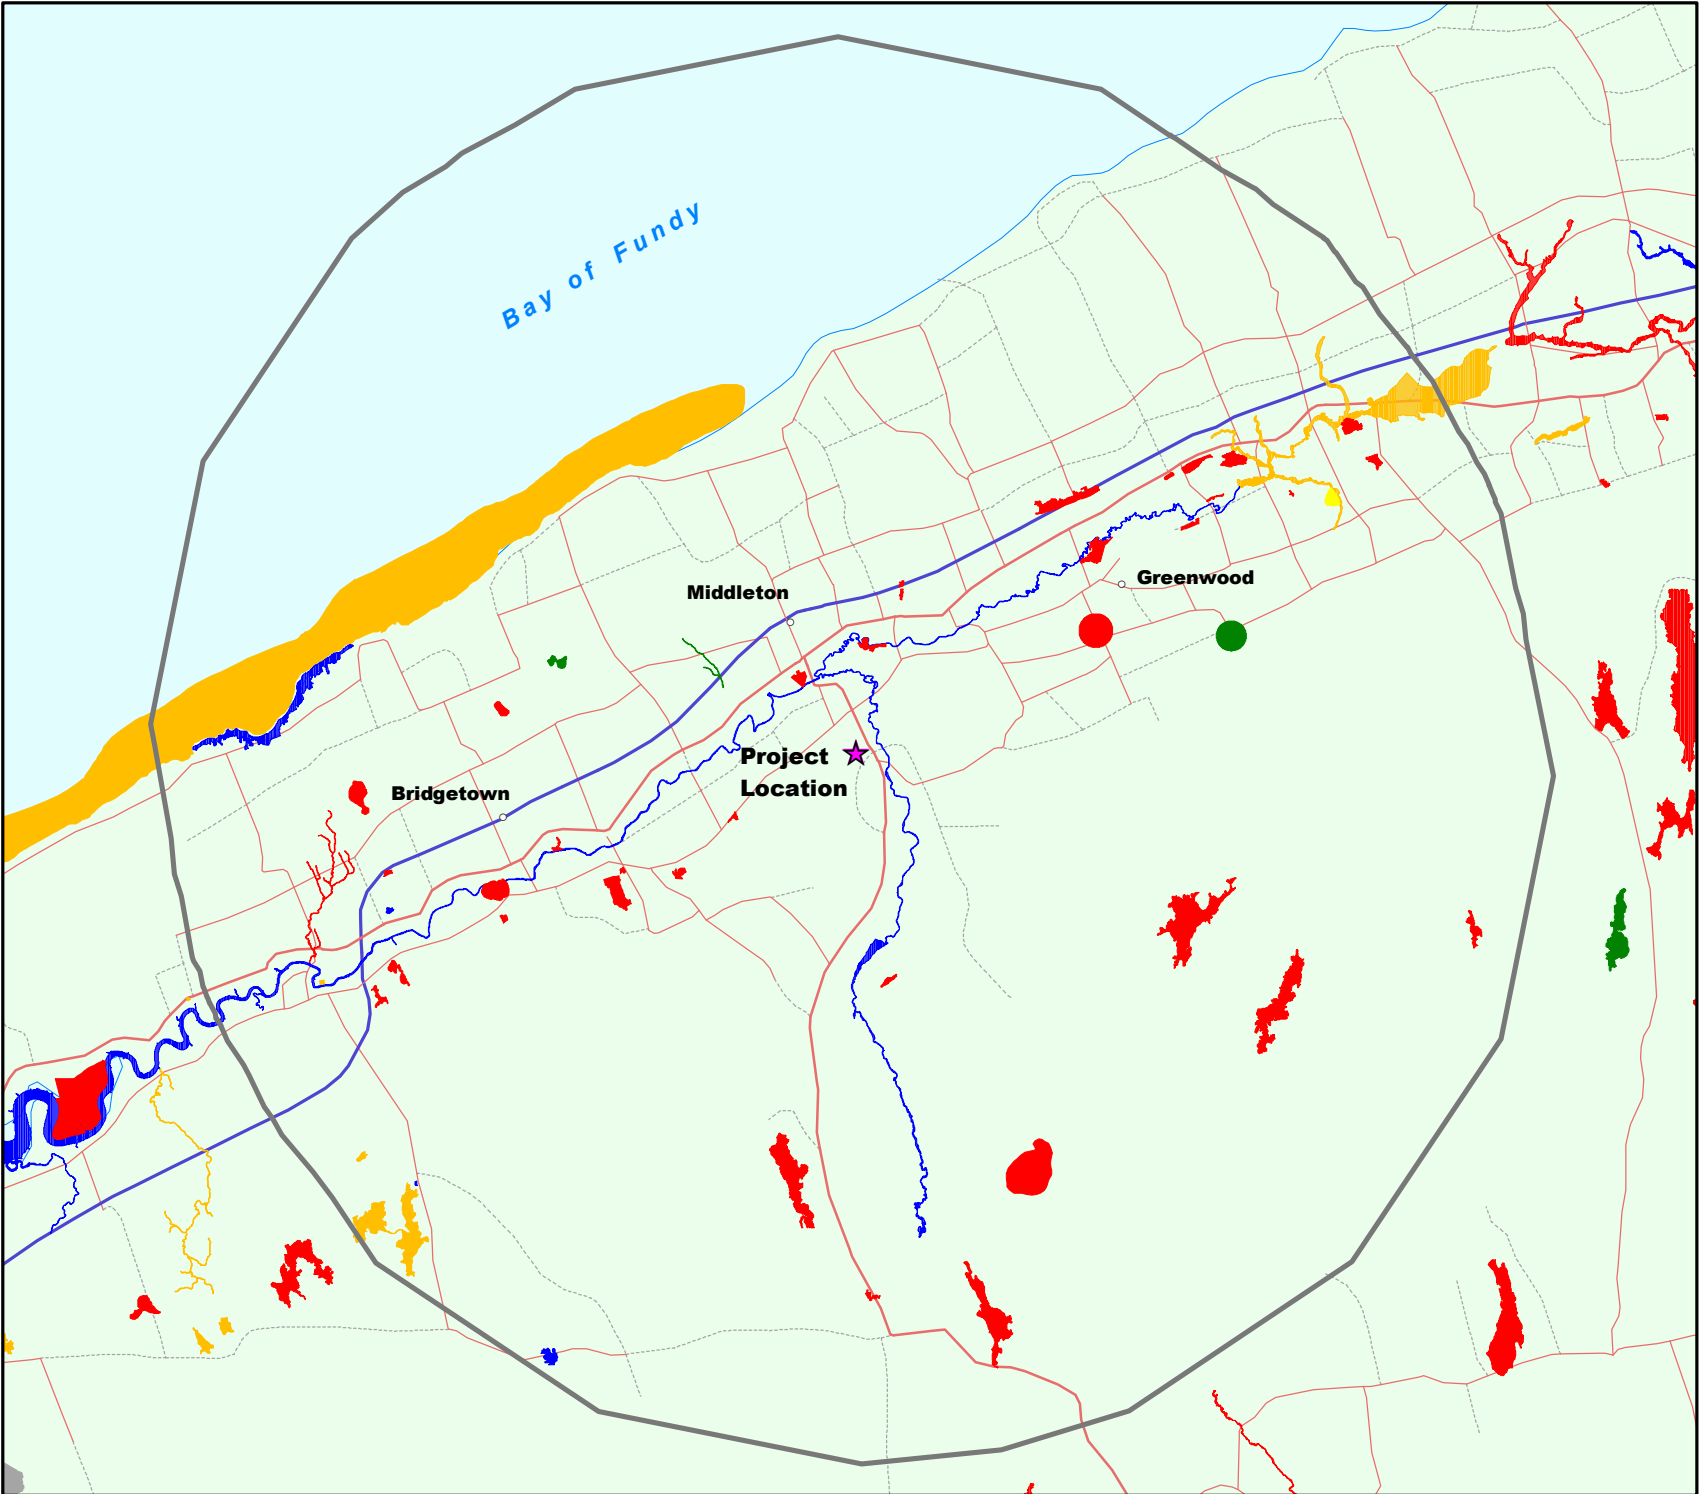 Bay of Fundy
Greenwood
Middleton
Project
Location
Bridgetown